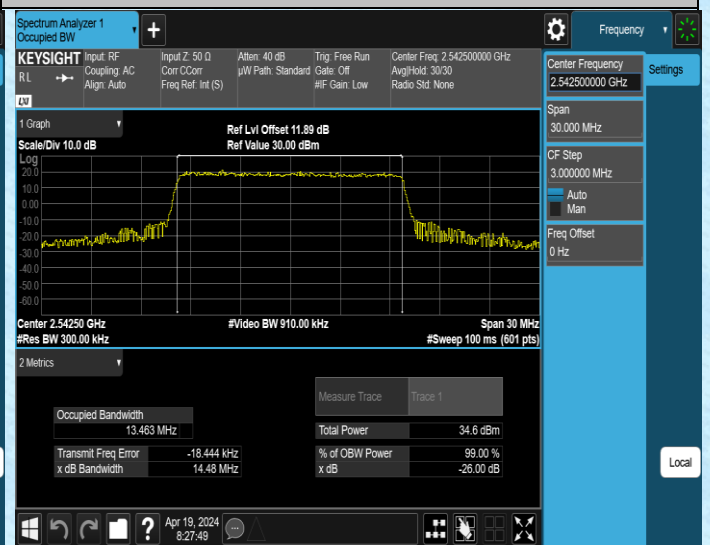 Spectrum Analyzer 1
Occupied BW
+
Frequency
KEYSIGHT
RL
LXI
Input: RF
Coupling: AC
Align: Auto
Input Z: 50 Ω
Corr CCorr
Freq Ref: Int (S)
Atten: 40 dB
µW Path: Standard
Trig: Free Run
Gate: Off
#IF Gain: Low
Center Freq: 2.542500000 GHz
Avg|Hold: 30/30
Radio Std: None
Center Frequency
2.542500000 GHz
Settings
Span
30.000 MHz
CF Step
3.000000 MHz
Auto
Man
Freq Offset
0 Hz
1 Graph
Scale/Div 10.0 dB
Ref Lvl Offset 11.89 dB
Ref Value 30.00 dBm
Log
20.0
10.0
0.00
-10.0
-20.0
-30.0
-40.0
-50.0
-60.0
Center 2.54250 GHz
#Video BW 910.00 kHz
Span 30 MHz
#Res BW 300.00 kHz
#Sweep 100 ms (601 pts)
2 Metrics
Measure Trace
Trace 1
Occupied Bandwidth
13.463 MHz
Total Power
34.6 dBm
Transmit Freq Error
-18.444 kHz
% of OBW Power
99.00 %
x dB Bandwidth
14.48 MHz
x dB
-26.00 dB
Local
?
Apr 19, 2024
8:27:49